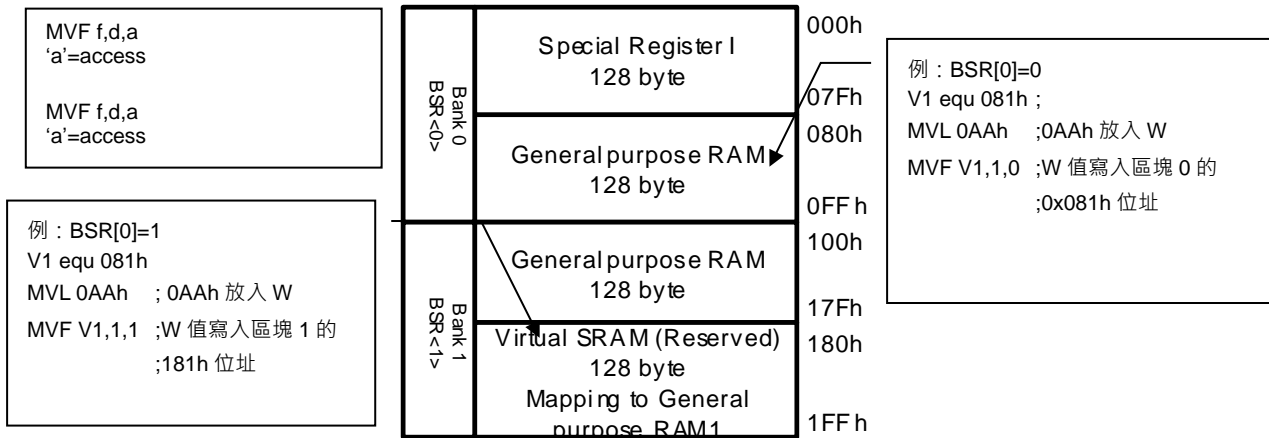 MVF f,d,a
‘a’=access
MVF f,d,a
‘a’=access
例：BSR[0]=1
V1 equ 081h
MVL 0AAh ; 0AAh 放入 W
MVF V1,1,1 ;W 值寫入區塊 1 的
;181h 位址
Bank 0
BSR<0>
Special Register I
128 byte
General purpose RAM
128 byte
Bank 1
BSR<1>
General purpose RAM
128 byte
Virtual SRAM (Reserved)
128 byte
Mapping to General
purpose RAM1
000h
07Fh
080h
0FFh
100h
17Fh
180h
1FFh
例：BSR[0]=0
V1 equ 081h ;
MVL 0AAh ;0AAh 放入 W
MVF V1,1,0 ;W 值寫入區塊 0 的
;0x081h 位址